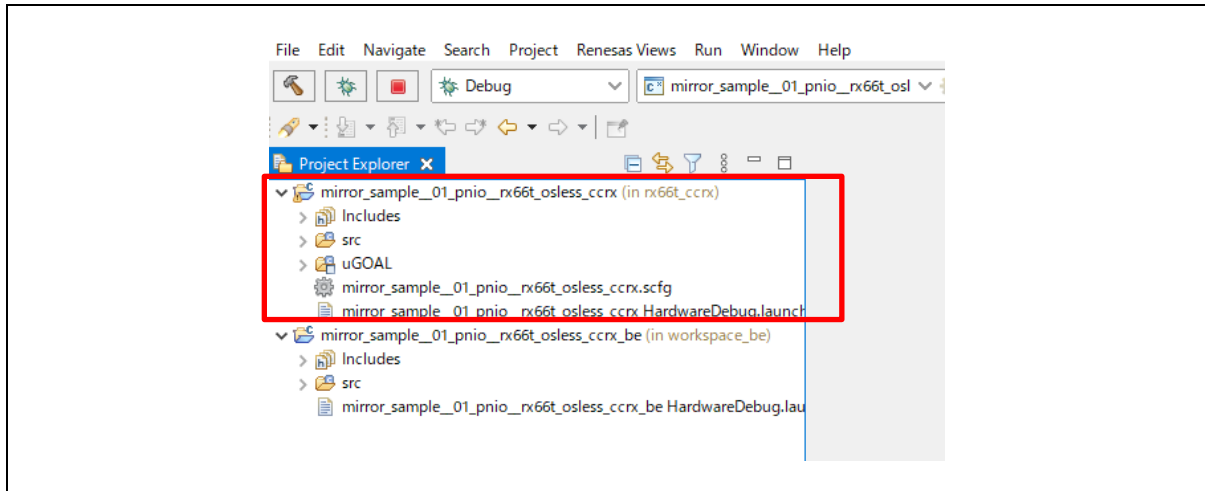 File Edit Navigate Search Project Renesas Views Run Window Help
Debug mirror_sample__01_pnio__rx66t_osl
Project Explorer
mirror_sample__01_pnio__rx66t_osless_ccrx (in rx66t_ccrx)
Includes
src
uGOAL
mirror_sample__01_pnio__rx66t_osless_ccrx.scfg
mirror_sample__01_pnio__rx66t_osless_ccrx HardwareDebug.launch
mirror_sample__01_pnio__rx66t_osless_ccrx_be (in workspace_be)
Includes
src
mirror_sample__01_pnio__rx66t_osless_ccrx_be HardwareDebug.lau